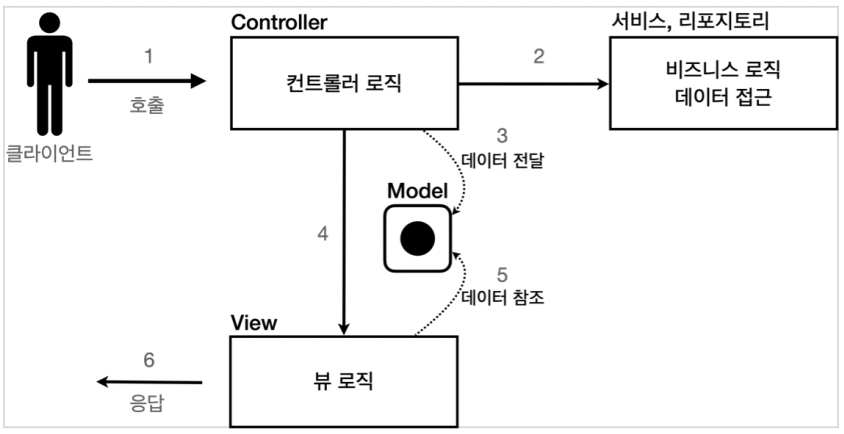 Controller
서비스, 리포지토리
1
호출
컨트롤러 로직
2
비즈니스 로직
데이터 접근
클라이언트
3
데이터 전달
Model
4
5
데이터 참조
View
6
응답
뷰 로직